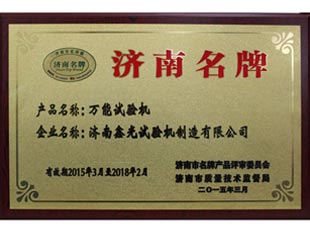 济南名牌
济南名牌
产品名称：万能试验机
企业名称：济南鑫光试验机制造有限公司
有效期2015年3月至2018年2月
济南市名牌产品评审委员会
济南市质量技术监督局
二〇一五年三月